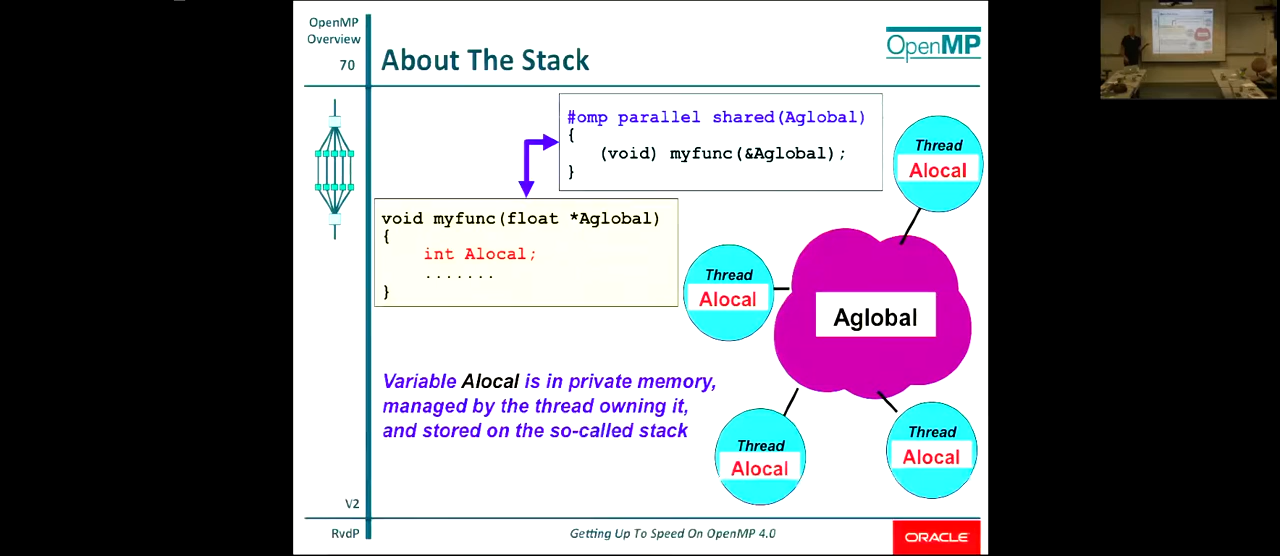 OpenMP
Overview
70
About The Stack
OpenMP
#omp parallel shared(Aglobal)
{
(void) myfunc(&Aglobal);
}
void myfunc(float *Aglobal)
{
int Alocal;
.......
}
Thread
Alocal
Thread
Alocal
Aglobal
Variable Alocal is in private memory,
managed by the thread owning it,
and stored on the so-called stack
Thread
Alocal
Thread
Alocal
V2
RvdP
Getting Up To Speed On OpenMP 4.0
ORACLE